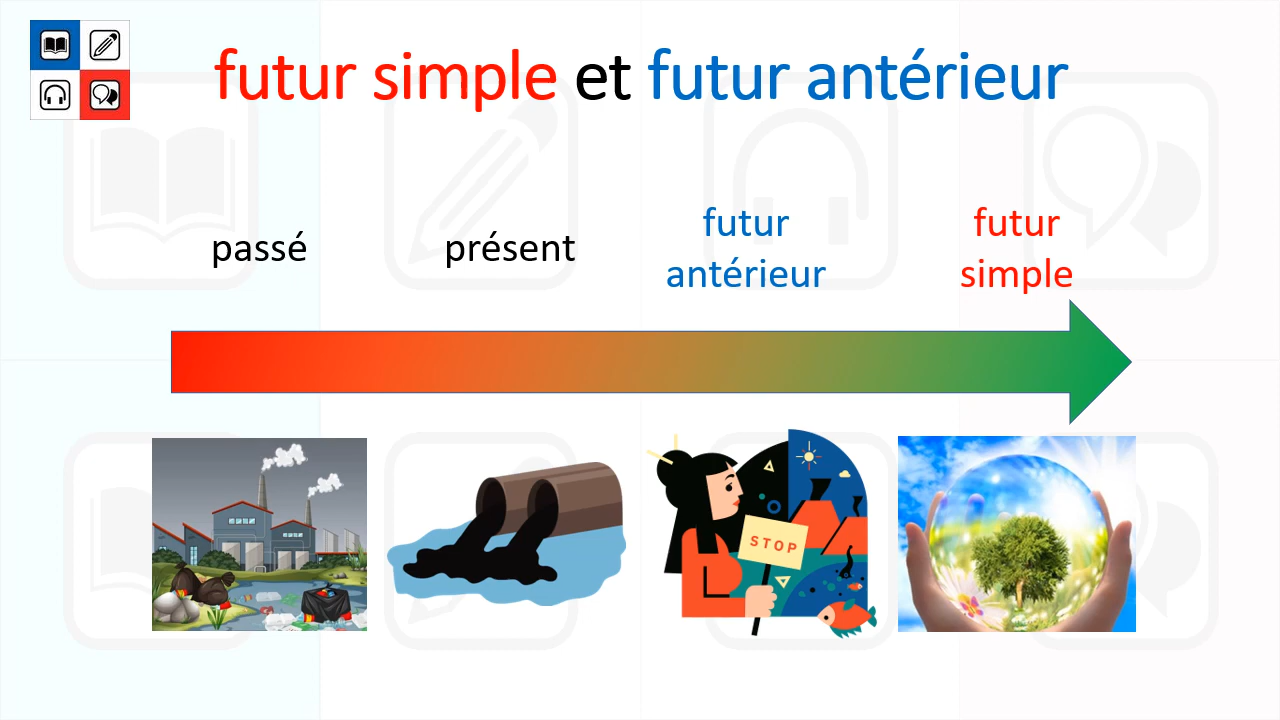 futur simple et futur antérieur
passé
présent
futur
antérieur
futur
simple
STOP